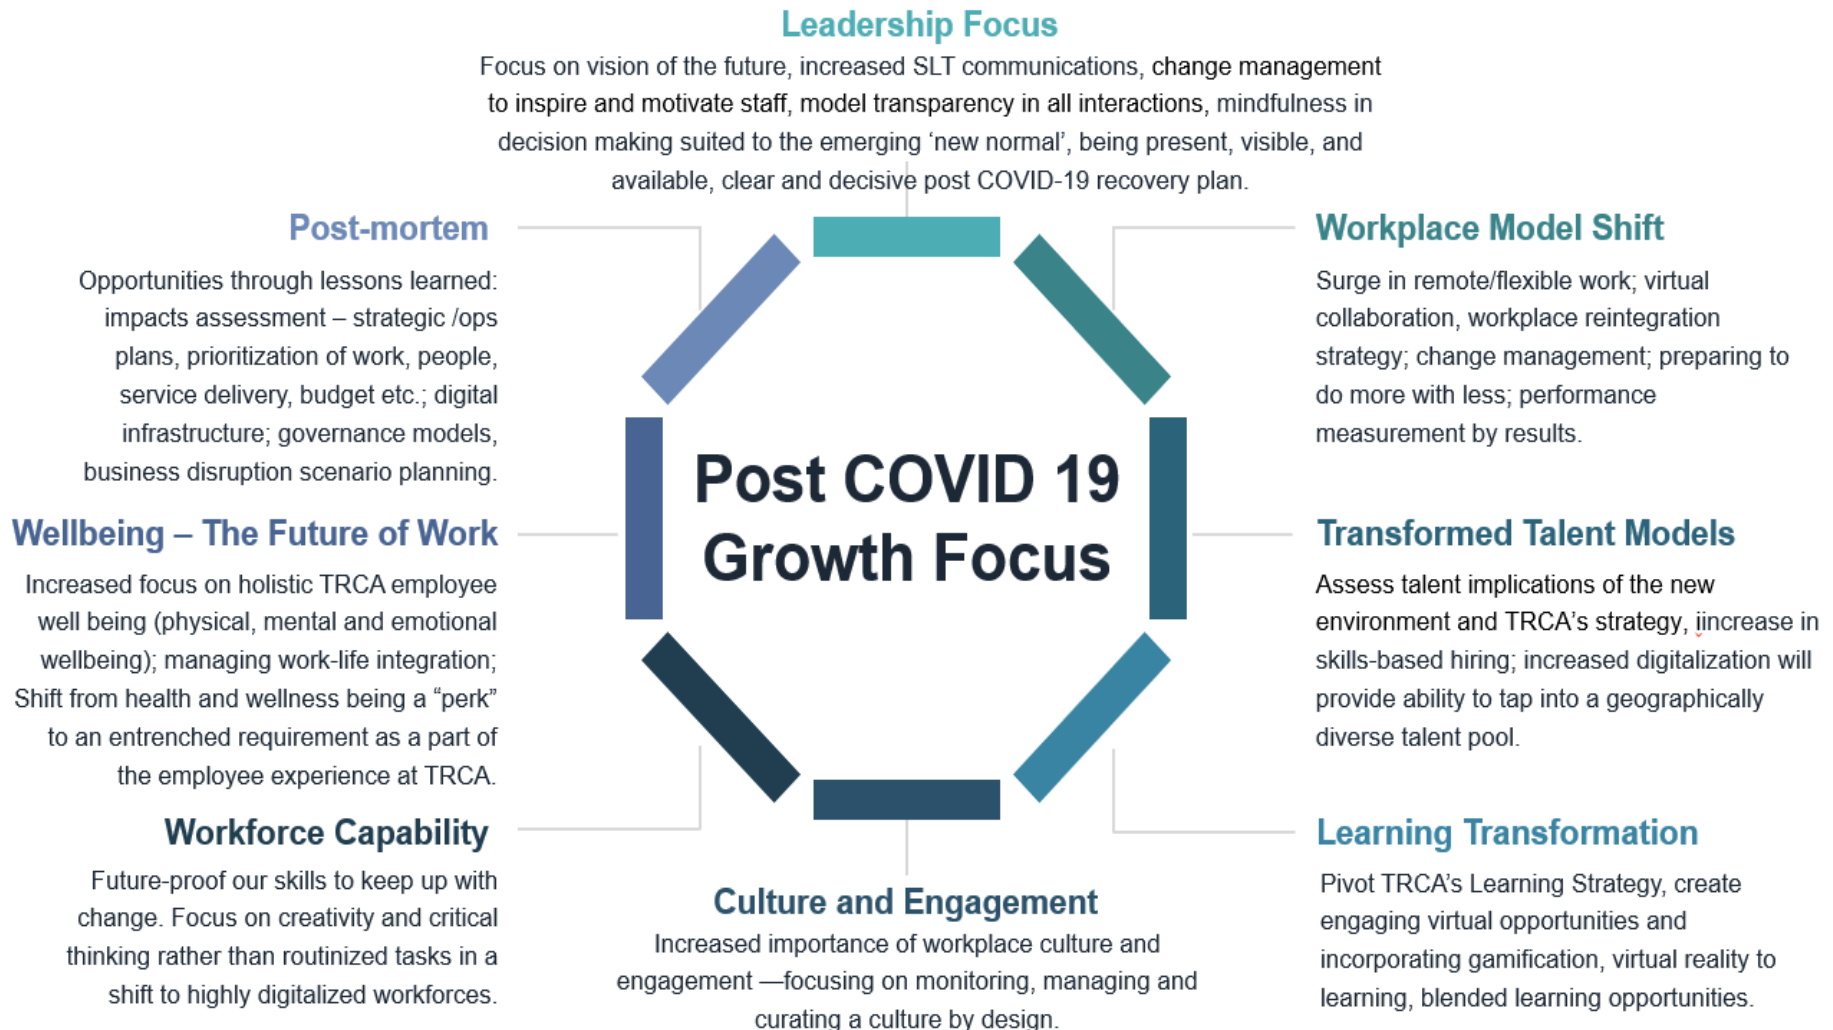 Leadership Focus
Focus on vision of the future, increased SLT communications, change management
to inspire and motivate staff, model transparency in all interactions, mindfulness in
decision making suited to the emerging ‘new normal’, being present, visible, and
available, clear and decisive post COVID-19 recovery plan.
Workplace Model Shift
Surge in remote/flexible work; virtual
collaboration, workplace reintegration
strategy; change management; preparing to
do more with less; performance
measurement by results.
Transformed Talent Models
Assess talent implications of the new
environment and TRCA’s strategy, iincrease in
skills-based hiring; increased digitalization will
provide ability to tap into a geographically
diverse talent pool.
Learning Transformation
Pivot TRCA’s Learning Strategy, create
engaging virtual opportunities and
incorporating gamification, virtual reality to
learning, blended learning opportunities.
Culture and Engagement
Increased importance of workplace culture and
engagement —focusing on monitoring, managing and
curating a culture by design.
Workforce Capability
Future-proof our skills to keep up with
change. Focus on creativity and critical
thinking rather than routinized tasks in a
shift to highly digitalized workforces.
Wellbeing – The Future of Work
Increased focus on holistic TRCA employee
well being (physical, mental and emotional
wellbeing); managing work-life integration;
Shift from health and wellness being a “perk”
to an entrenched requirement as a part of
the employee experience at TRCA.
Post-mortem
Opportunities through lessons learned:
impacts assessment – strategic /ops
plans, prioritization of work, people,
service delivery, budget etc.; digital
infrastructure; governance models,
business disruption scenario planning.
Post COVID 19
Growth Focus